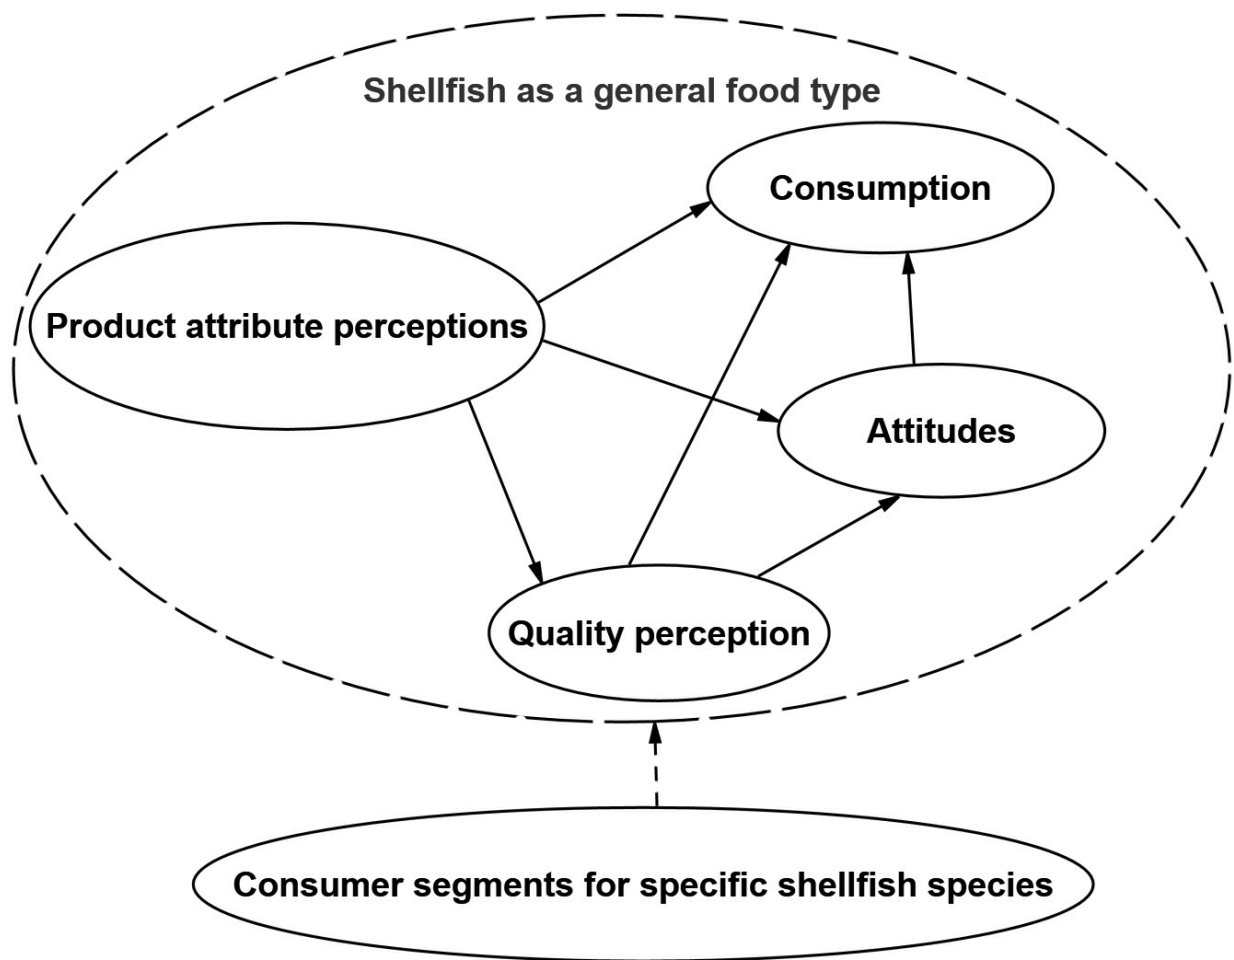 Shellfish as a general food type
Consumption
Product attribute perceptions
Attitudes
Quality perception
Consumer segments for specific shellfish species